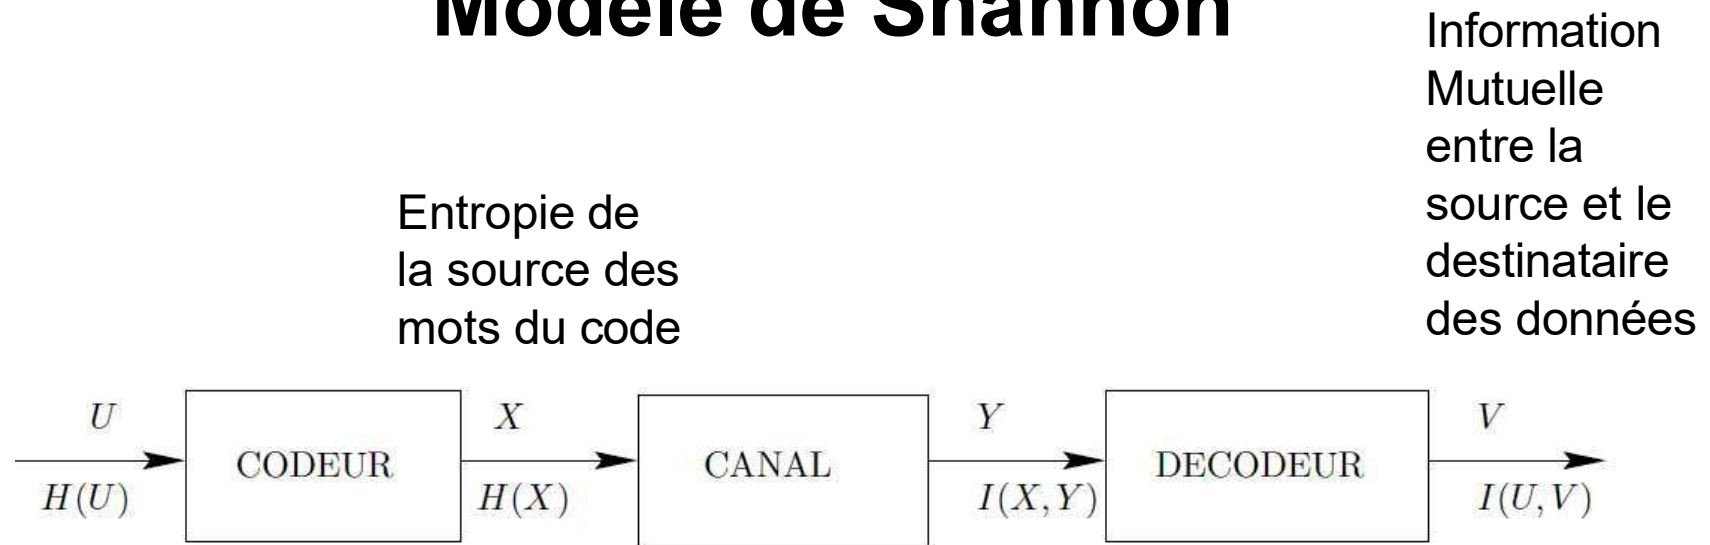 Modèle de Shannon
Information
Mutuelle
entre la
source et le
destinataire
des données
Entropie de
la source des
mots du code
U
X
Y
V
CODEUR
CANAL
DECODEUR
H(U)
H(X)
I(X,Y)
I(U,V)